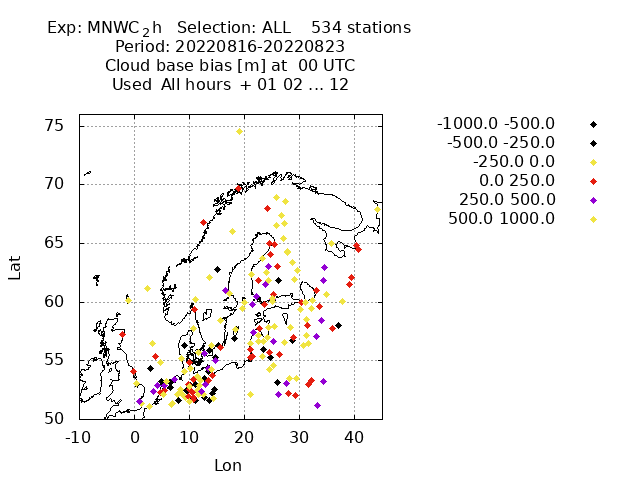 Exp: MNWC2h Selection: ALL 534 stations
Period: 20220816-20220823
Cloud base bias [m] at 00 UTC
Used All hours + 01 02 ... 12
-1000.0 -500.0
-500.0 -250.0
-250.0 0.0
0.0 250.0
250.0 500.0
500.0 1000.0
75
70
65
60
55
50
Lat
-10 0 10 20 30 40
Lon